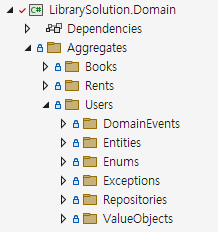 C# LibrarySolution.Domain
Dependencies
Aggregates
Books
Rents
Users
DomainEvents
Entities
Enums
Exceptions
Repositories
ValueObjects